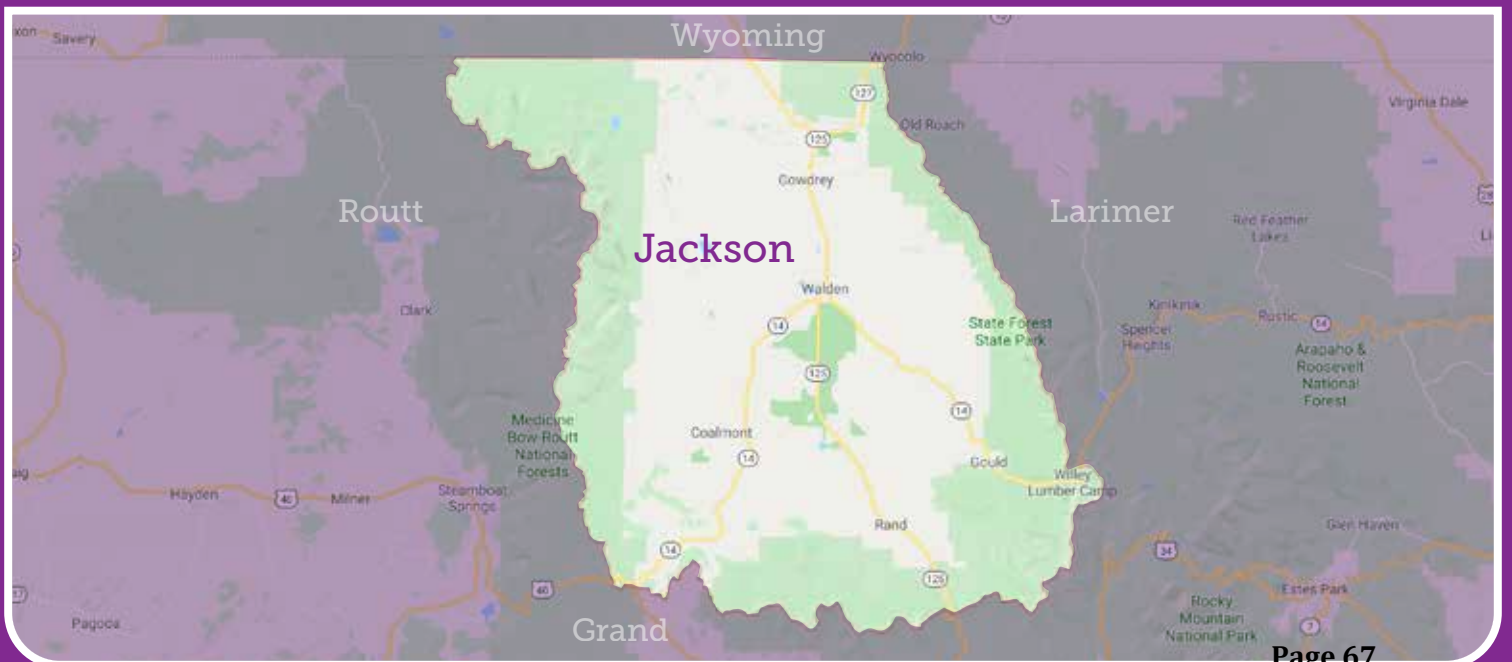 Savery
Wyoming
Wyocolo
127
Virginia Dale
Old Roach
125
Cowdrey
Routt
Larimer
Red Feather
Lakes
Jackson
Walden
Clark
14
State Forest
State Park
Kinikinik
Rustic
14
Spencer
Heights
Arapaho &
Roosevelt
National
Forest
125
14
Medicine
Bow Routt
National
Forests
Coalmont
14
Gould
Willey
Lumber Camp
Hayden
40
Milner
Steamboat
Springs
Rand
Glen Haven
14
34
125
40
Estes Park
Rocky
Mountain
National Park
7
Pagoda
Grand
Page 67